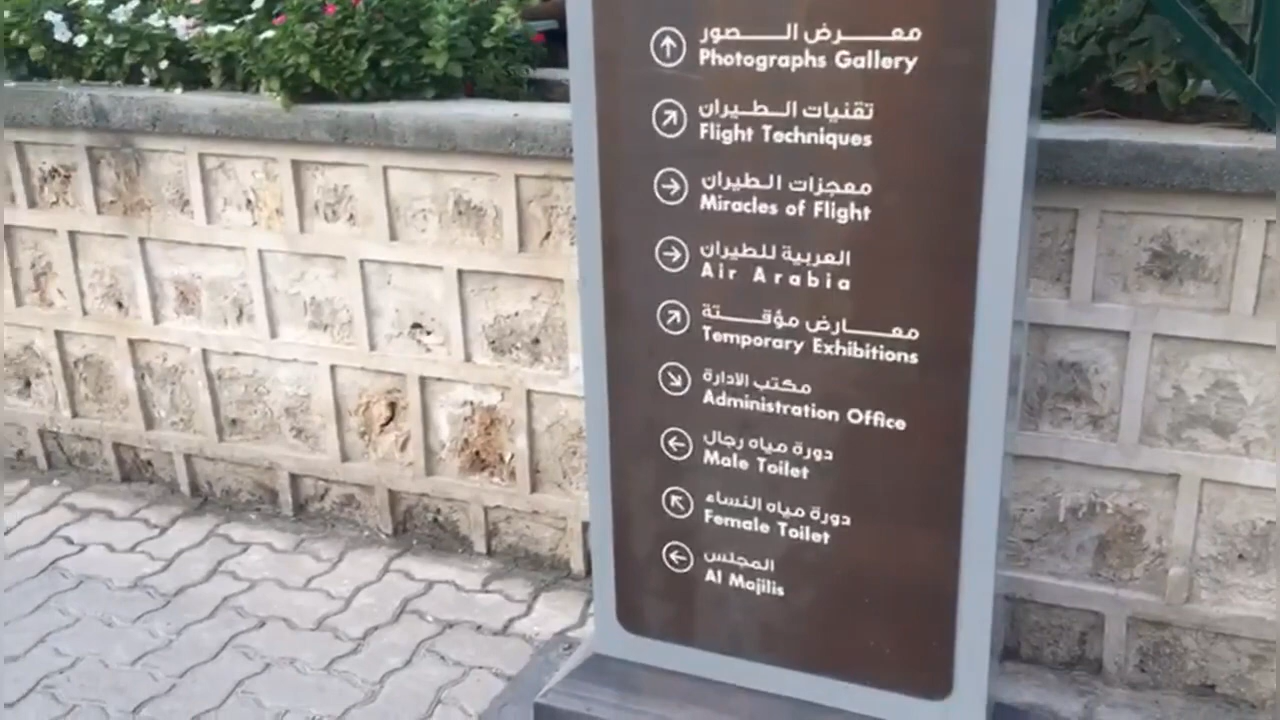 معرض الصور
Photographs Gallery
تقنيات الطيران
Flight Techniques
معجزات الطيران
Miracles of Flight
العربية للطيران
Air Arabia
معارض مؤقتة
Temporary Exhibitions
مكتب الادارة
Administration Office
دورة مياه رجال
Male Toilet
دورة مياه النساء
Female Toilet
المجلس
Al Majilis